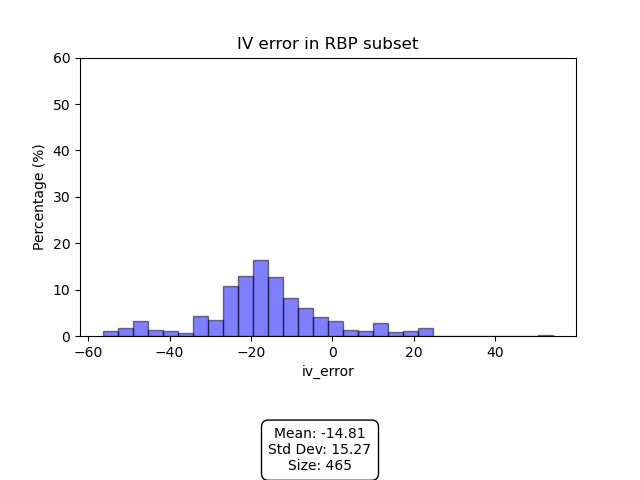 IV error in RBP subset
60
50
40
30
20
10
0
Percentage (%)
−60
−40
−20
0
20
40
iv_error
Mean: -14.81
Std Dev: 15.27
Size: 465